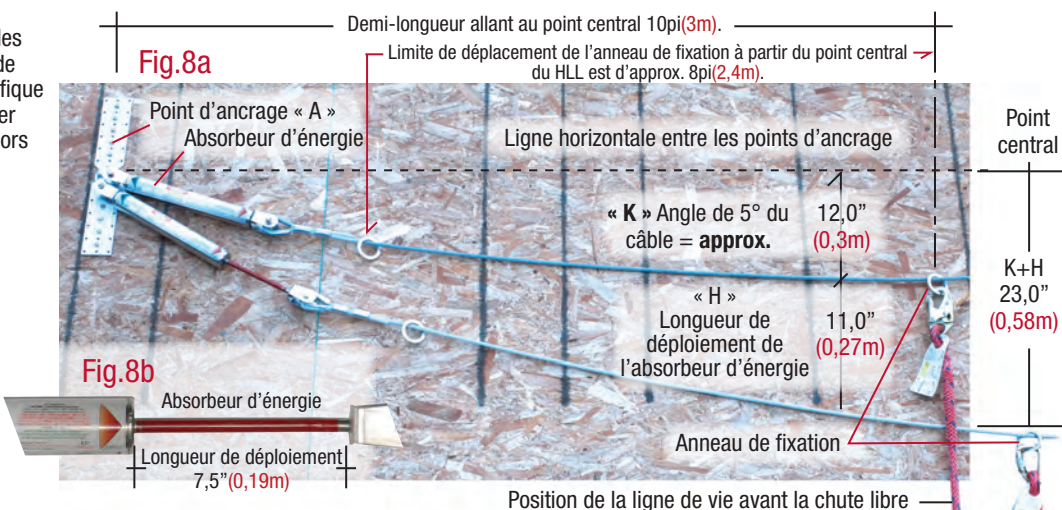 Demi-longueur allant au point central 10pi(3m).
Limite de déplacement de l'anneau de fixation à partir du point central
du HLL est d'approx. 8pi(2,4m).
les
de
fique
er
ors
Fig.8a
Point d'ancrage « A »
Absorbeur d'énergie
Ligne horizontale entre les points d'ancrage
Point
central
« K » Angle de 5° du
câble = approx.
12,0"
(0,3m)
K+H
23,0"
(0,58m)
« H »
Longueur de
déploiement de
l'absorbeur d'énergie
11,0"
(0,27m)
Fig.8b
Absorbeur d'énergie
Longueur de déploiement
7,5"(0,19m)
Anneau de fixation
Position de la ligne de vie avant la chute libre